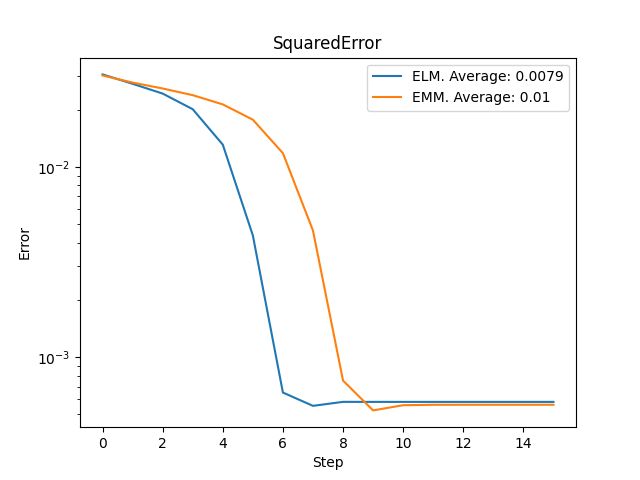 SquaredError
ELM. Average: 0.0079
EMM. Average: 0.01
10⁻²
10⁻³
Error
0 2 4 6 8 10 12 14
Step